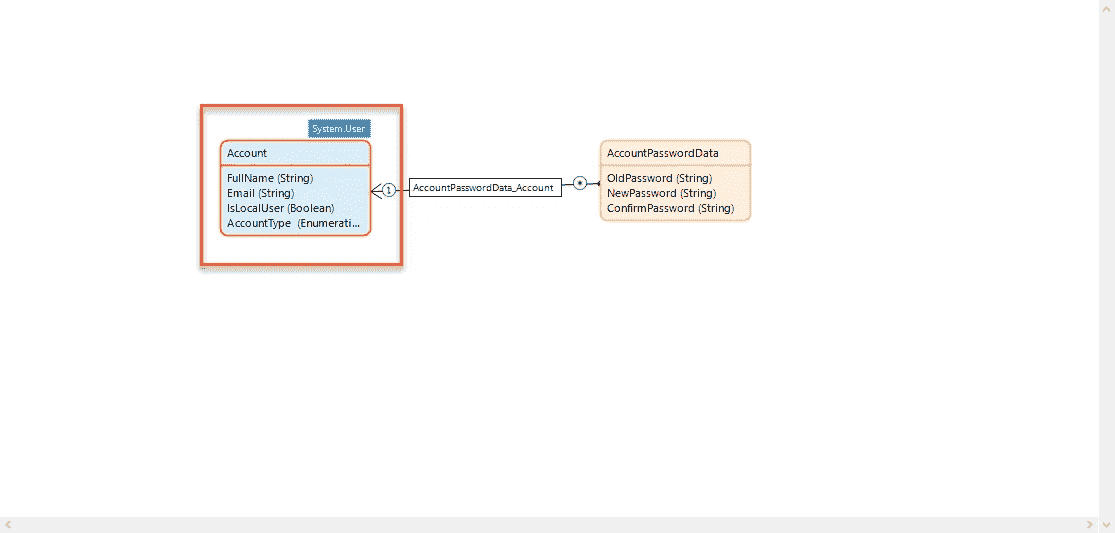 System.User
Account
FullName (String)
Email (String)
IsLocalUser (Boolean)
AccountType (Enumerati...
1
AccountPasswordData_Account
*
AccountPasswordData
OldPassword (String)
NewPassword (String)
ConfirmPassword (String)